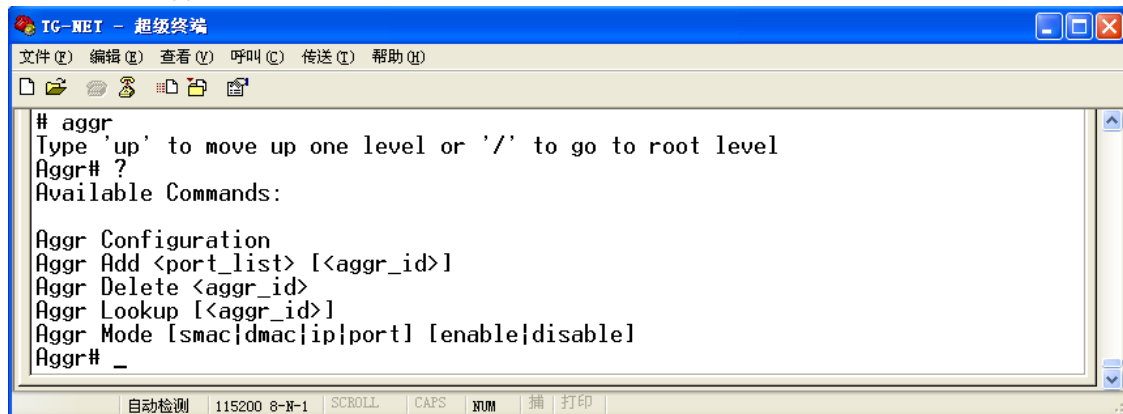 TG-NET - 超级终端
文件(F) 编辑(E) 查看(V) 呼叫(C) 传送(T) 帮助(H)
# aggr
Type 'up' to move up one level or '/' to go to root level
Aggr# ?
Available Commands:
Aggr Configuration
Aggr Add <port_list> [<aggr_id>]
Aggr Delete <aggr_id>
Aggr Lookup [<aggr_id>]
Aggr Mode [smac|dmac|ip|port] [enable|disable]
Aggr# _
自动检测 115200 8-N-1 SCROLL CAPS NUM 捕 打印